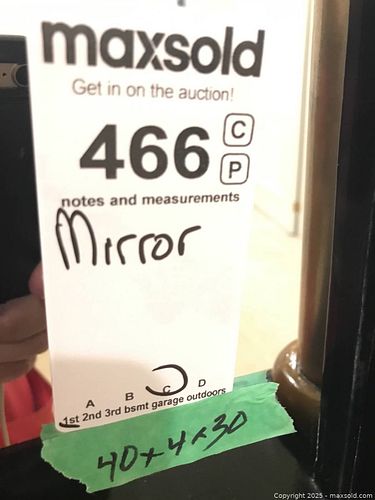 maxsold
Get in on the auction!
466 C
P
notes and measurements
Mirror
A B C D
1st 2nd 3rd bsmt garage outdoors
40x4x30
Copyright 2025 - maxsold.com